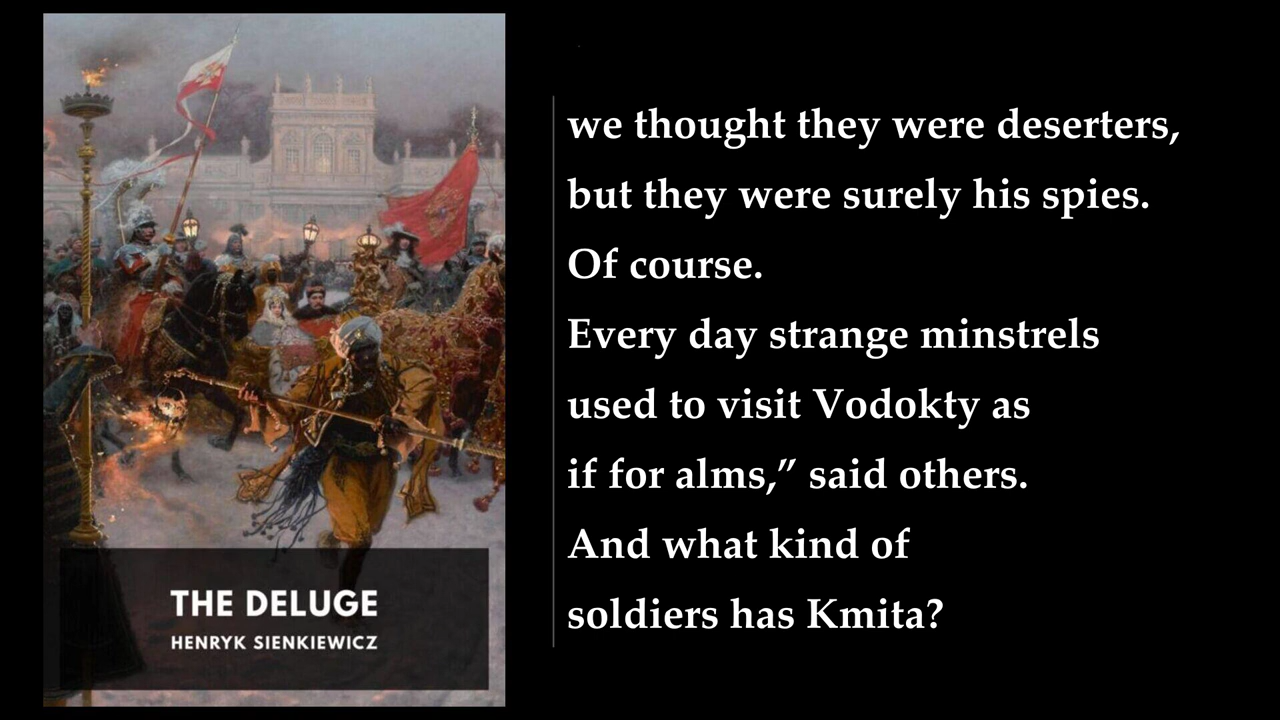 THE DELUGE
HENRYK SIENKIEWICZ
we thought they were deserters,
but they were surely his spies.
Of course.
Every day strange minstrels
used to visit Vodokty as
if for alms,” said others.
And what kind of
soldiers has Kmita?